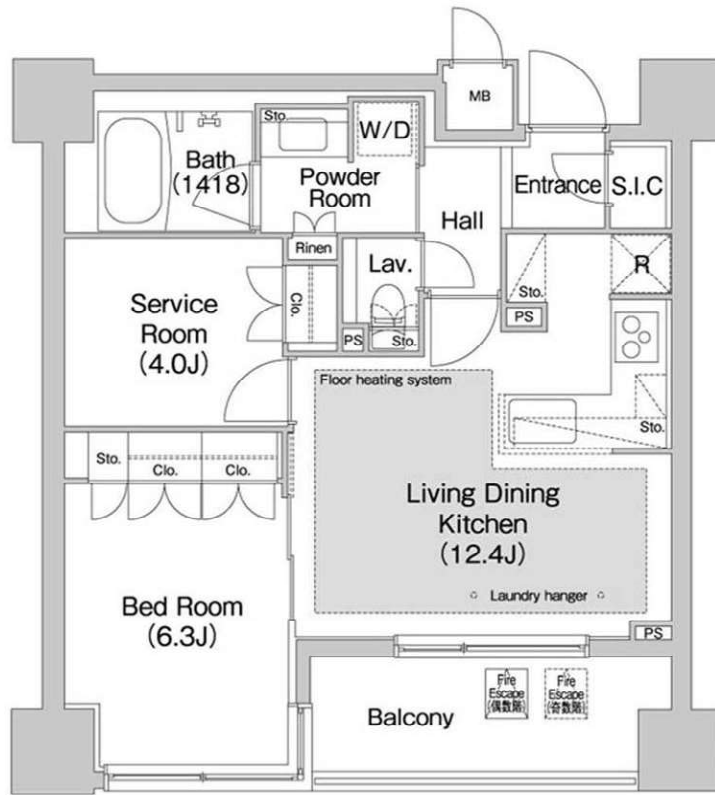 MB
Sto.
W/D
Bath
(1418)
Powder
Room
Entrance
S.I.C
Hall
Rinen
Lav.
R
Service
Room
(4.0J)
Clo.
Sto.
PS
PS
Sto.
Floor heating system
Sto.
Sto.
Clo.
Clo.
Living Dining
Kitchen
(12.4J)
Laundry hanger
Bed Room
(6.3J)
PS
Fire
Escape
(偶数階)
Fire
Escape
(奇数階)
Balcony